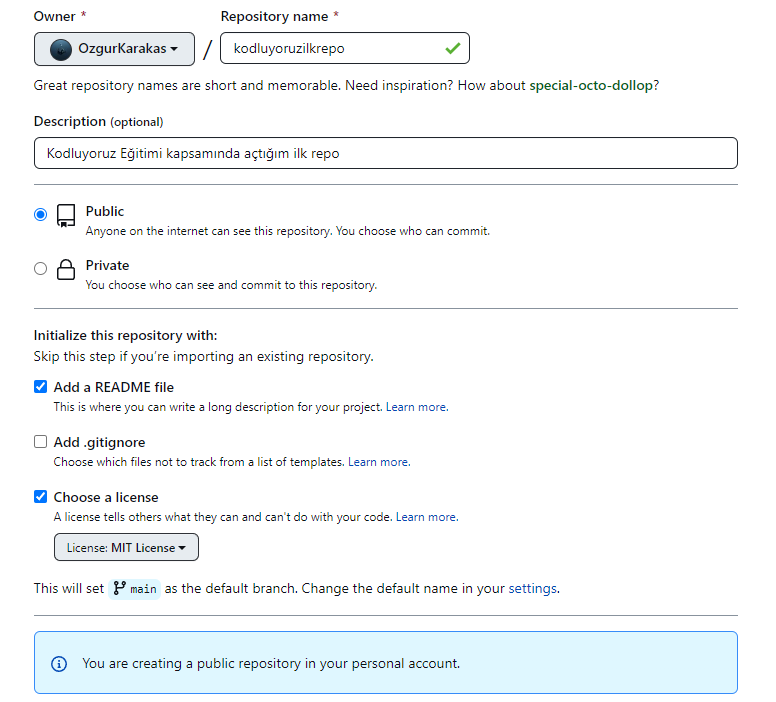 Owner * Repository name *
OzgurKarakas / kodluyoruzilkrepo
Great repository names are short and memorable. Need inspiration? How about special-octo-dollop?
Description (optional)
Kodluyoruz Eğitimi kapsamında açtığım ilk repo
Public
Anyone on the internet can see this repository. You choose who can commit.
Private
You choose who can see and commit to this repository.
Initialize this repository with:
Skip this step if you're importing an existing repository.
Add a README file
This is where you can write a long description for your project. Learn more.
Add .gitignore
Choose which files not to track from a list of templates. Learn more.
Choose a license
A license tells others what they can and can't do with your code. Learn more.
License: MIT License
This will set main as the default branch. Change the default name in your settings.
You are creating a public repository in your personal account.